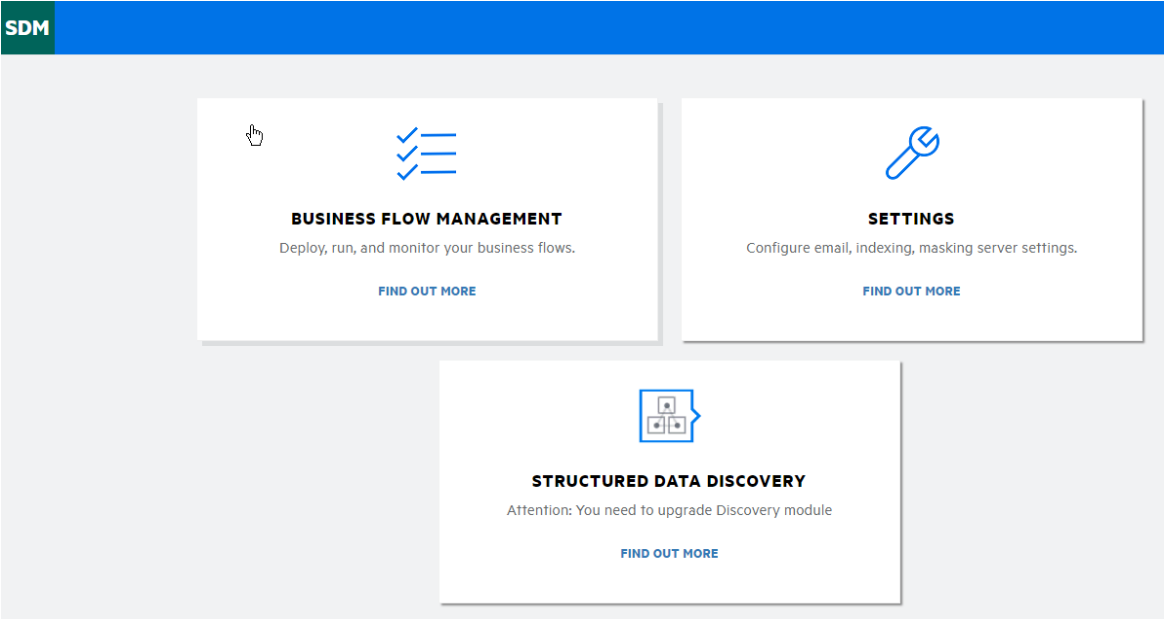 SDM
BUSINESS FLOW MANAGEMENT
Deploy, run, and monitor your business flows.
FIND OUT MORE
SETTINGS
Configure email, indexing, masking server settings.
FIND OUT MORE
STRUCTURED DATA DISCOVERY
Attention: You need to upgrade Discovery module
FIND OUT MORE